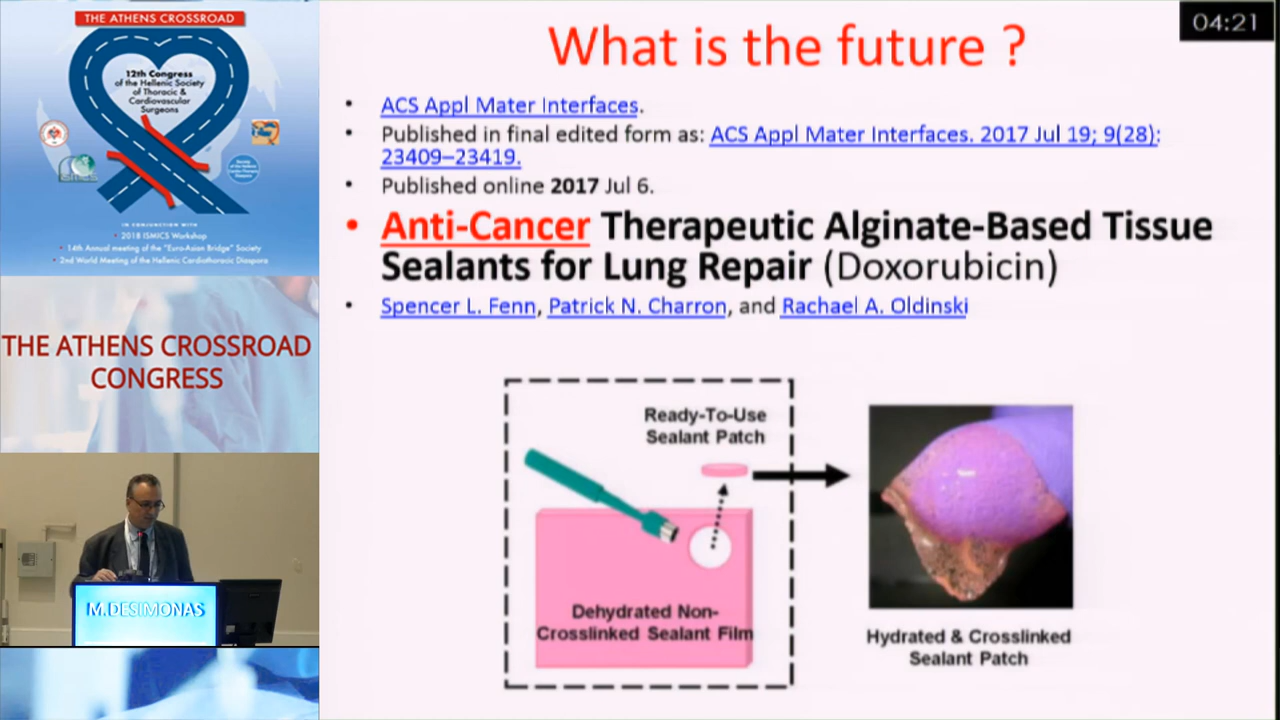 THE ATHENS CROSSROAD
12th Congress
of the Hellenic Society
of Thoracic &
Cardiovascular
Surgeons
ISMICS
IN CONJUNCTION WITH
• 2018 ISMICS Workshop
• 14th Annual meeting of the "Euro-Asian Bridge" Society
• 2nd World Meeting of the Hellenic Cardiothoracic Diaspora
THE ATHENS CROSSROAD
CONGRESS
M.DESIMONAS
04:21
What is the future ?
• ACS Appl Mater Interfaces.
• Published in final edited form as: ACS Appl Mater Interfaces. 2017 Jul 19; 9(28):
23409–23419.
• Published online 2017 Jul 6.
• Anti-Cancer Therapeutic Alginate-Based Tissue
Sealants for Lung Repair (Doxorubicin)
• Spencer L. Fenn, Patrick N. Charron, and Rachael A. Oldinski
Ready-To-Use
Sealant Patch
Dehydrated Non-
Crosslinked Sealant Film
Hydrated & Crosslinked
Sealant Patch